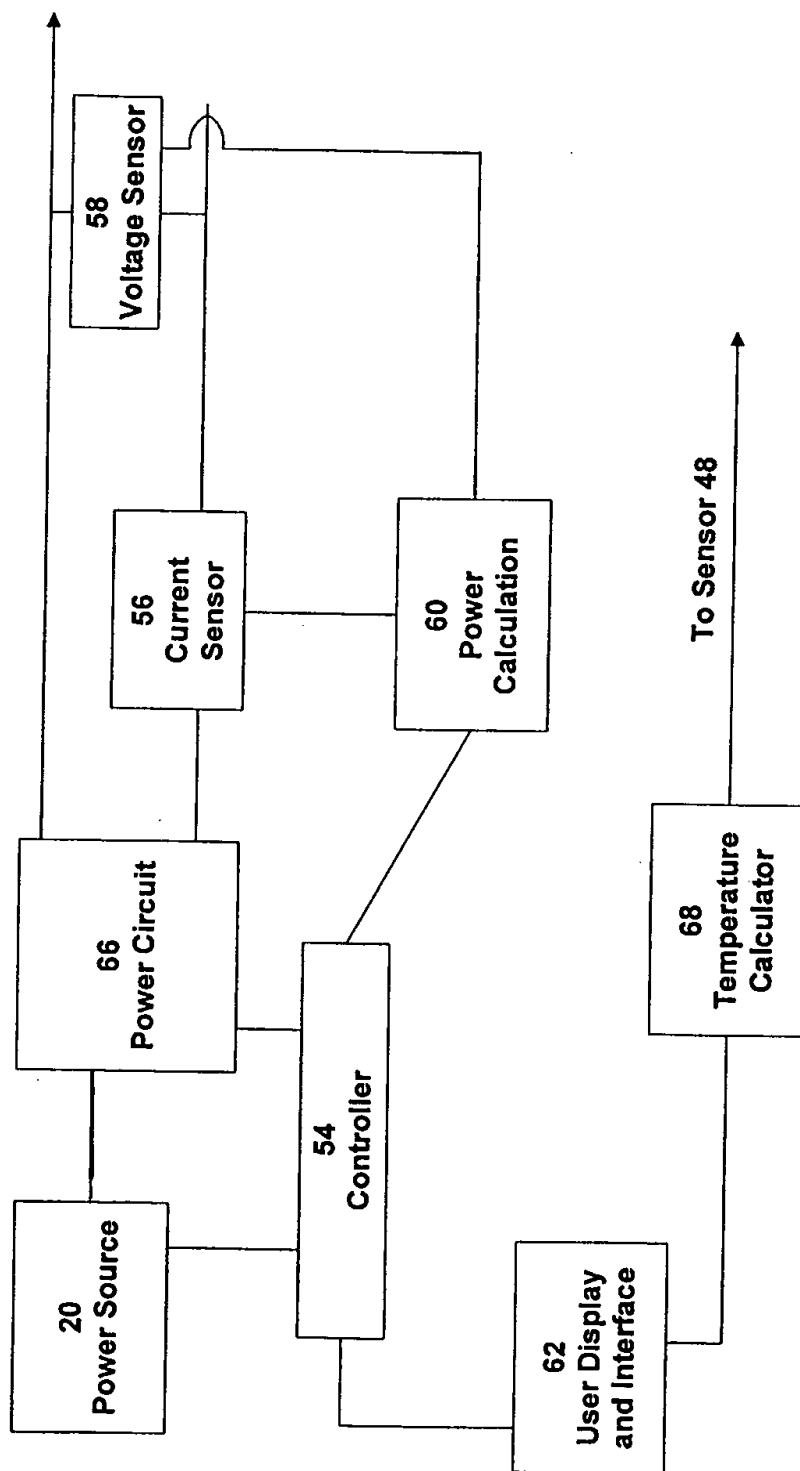 20
Power Source
66
Power Circuit
58
Voltage Sensor
56
Current
Sensor
54
Controller
60
Power
Calculation
62
User Display
and Interface
68
Temperature
Calculator
To Sensor 48